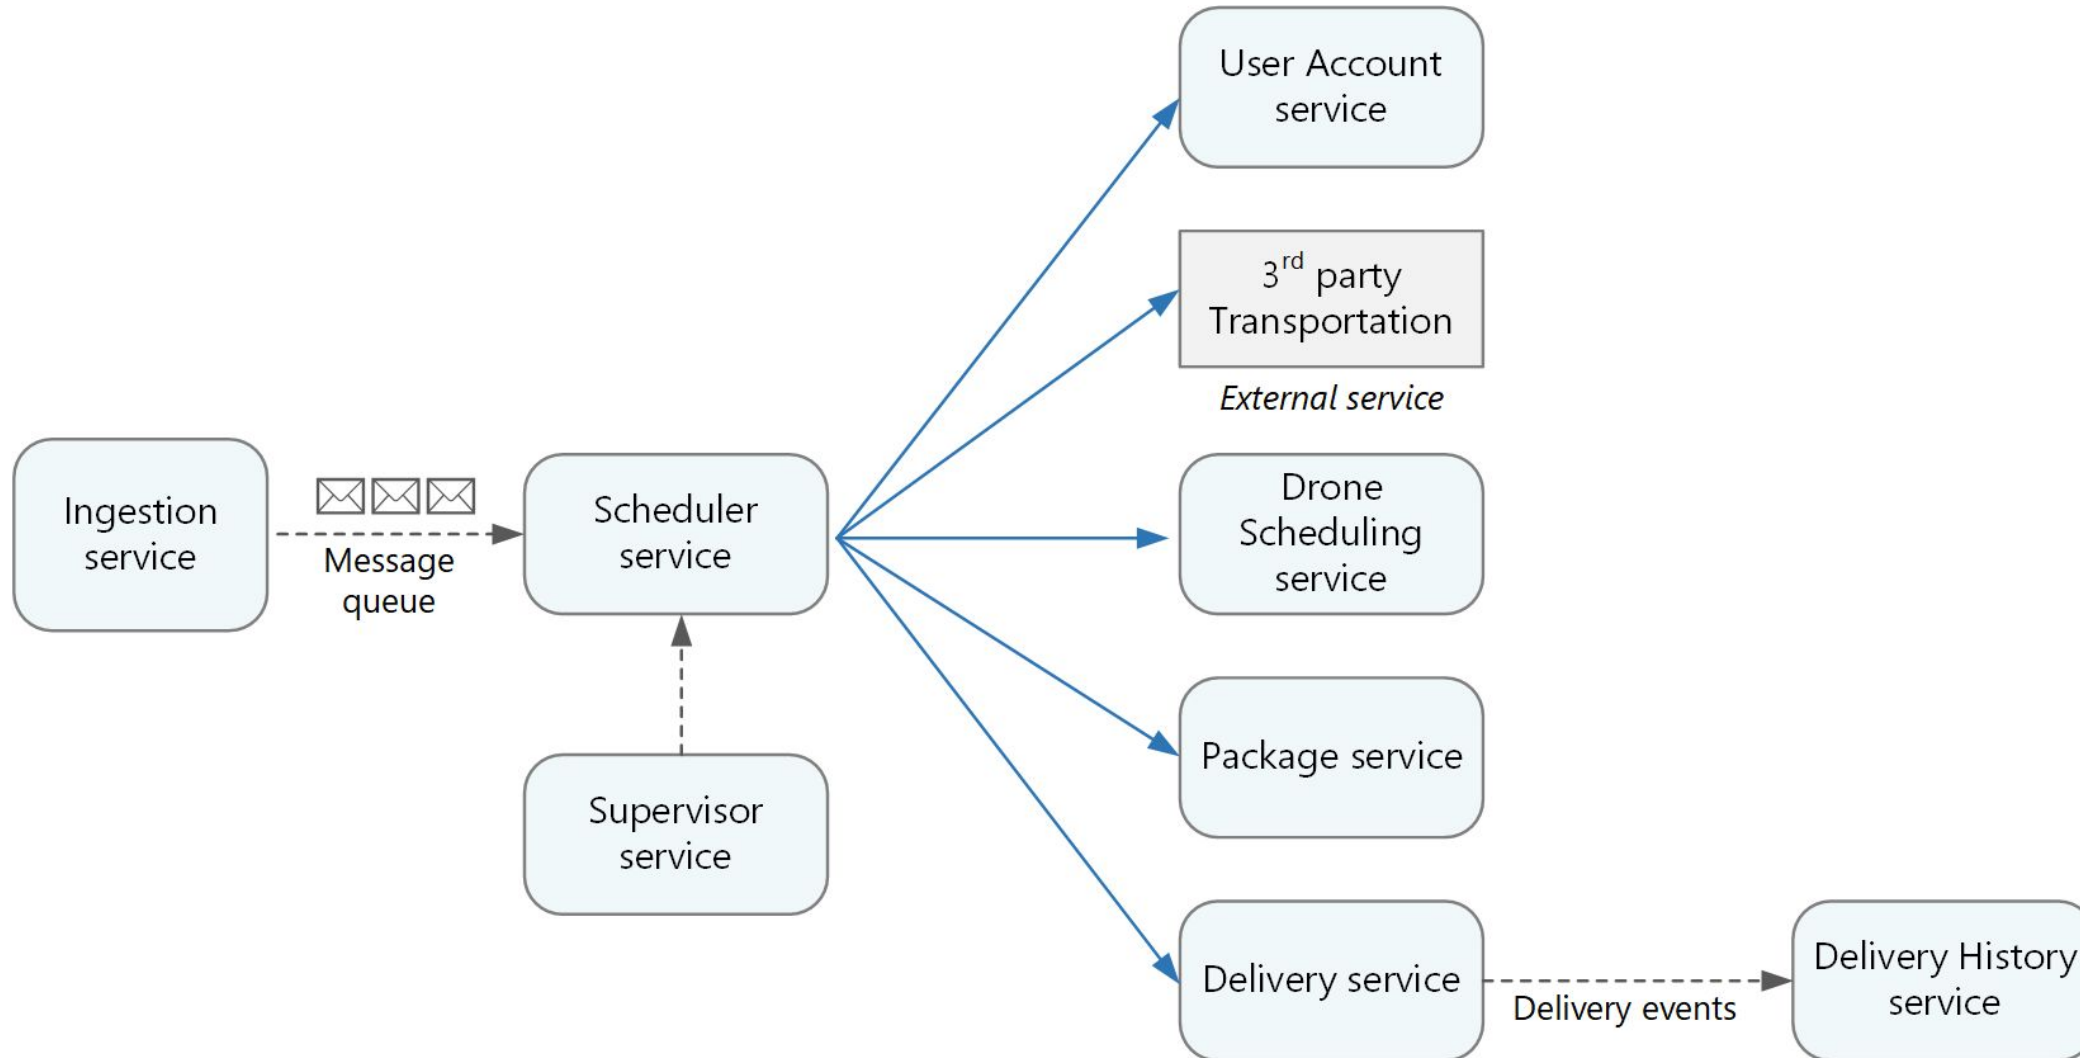 User Account
service
3rd party
Transportation
External service
Ingestion
service
Message
queue
Scheduler
service
Drone
Scheduling
service
Supervisor
service
Package service
Delivery service
Delivery events
Delivery History
service